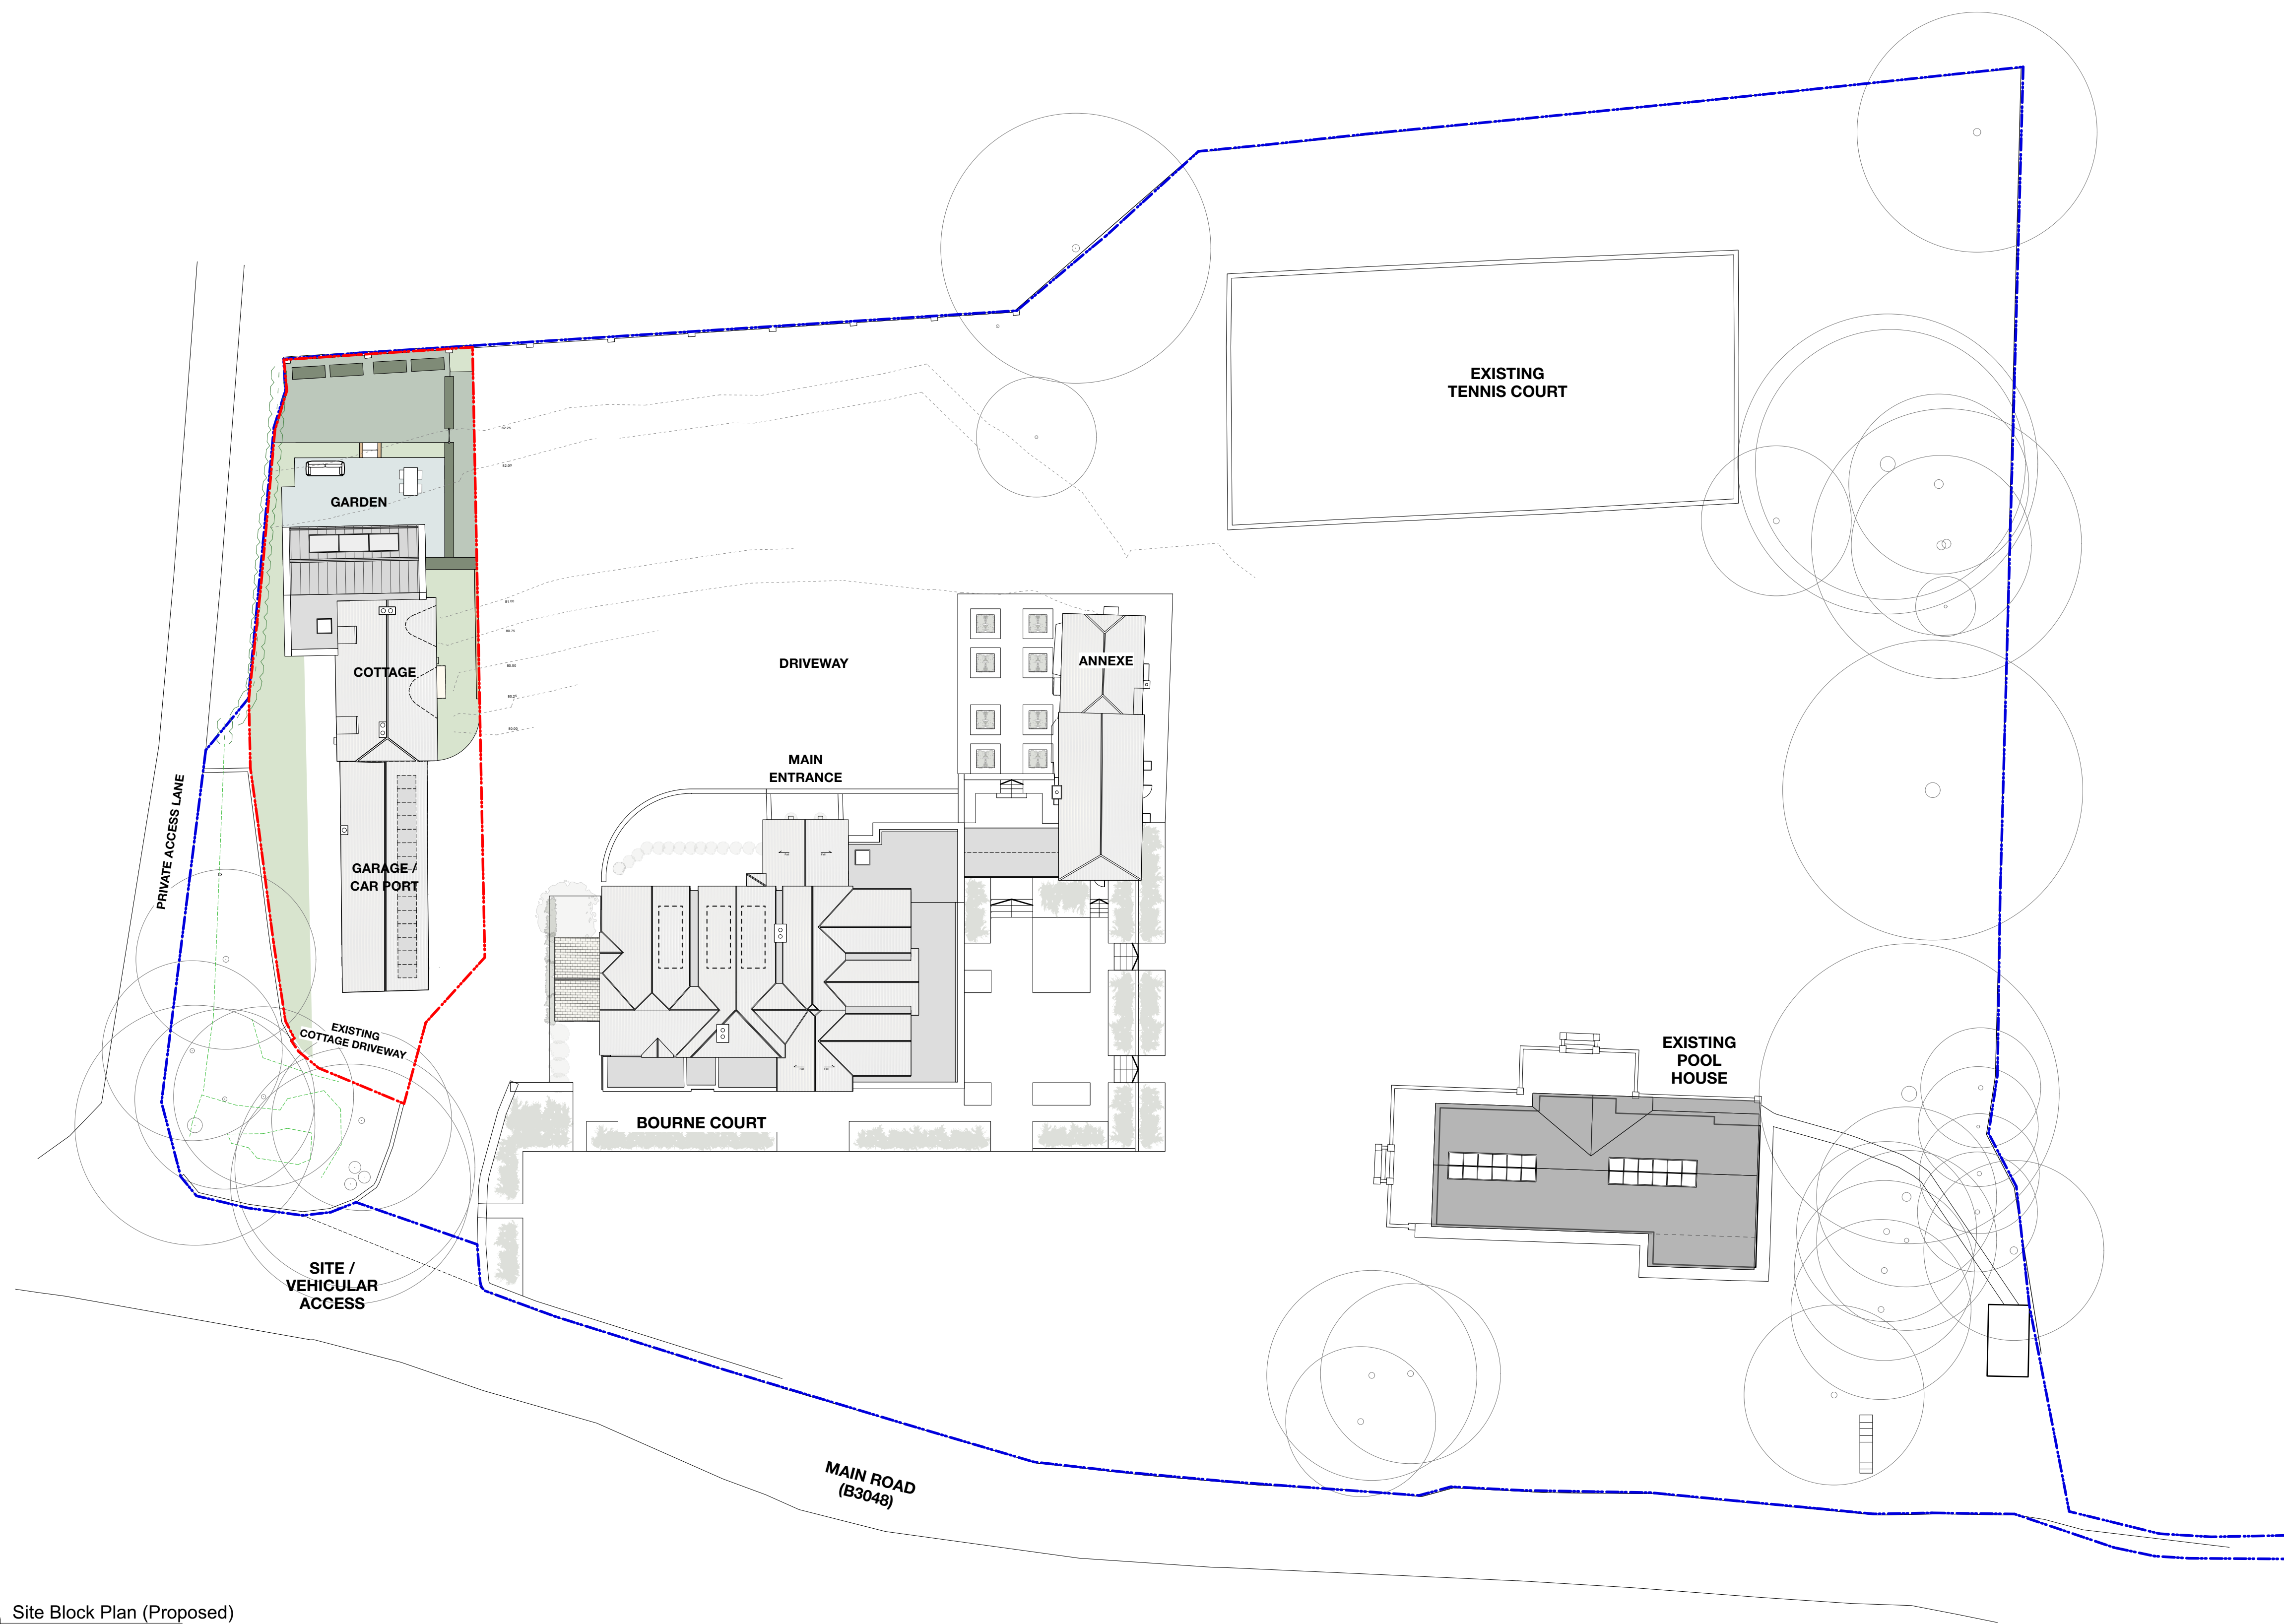 EXISTING
TENNIS COURT
GARDEN
DRIVEWAY
ANNEXE
COTTAGE
MAIN
ENTRANCE
PRIVATE ACCESS LANE
GARAGE /
CAR PORT
EXISTING
COTTAGE DRIVEWAY
EXISTING
POOL
HOUSE
BOURNE COURT
SITE /
VEHICULAR
ACCESS
MAIN ROAD
(B3048)
Site Block Plan (Proposed)